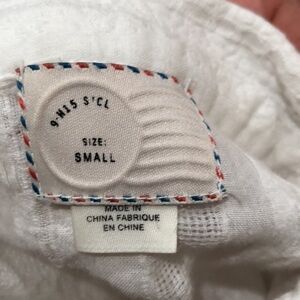 9-H15 S'CL
SIZE:
SMALL
MADE IN
CHINA FABRIQUE
EN CHINE